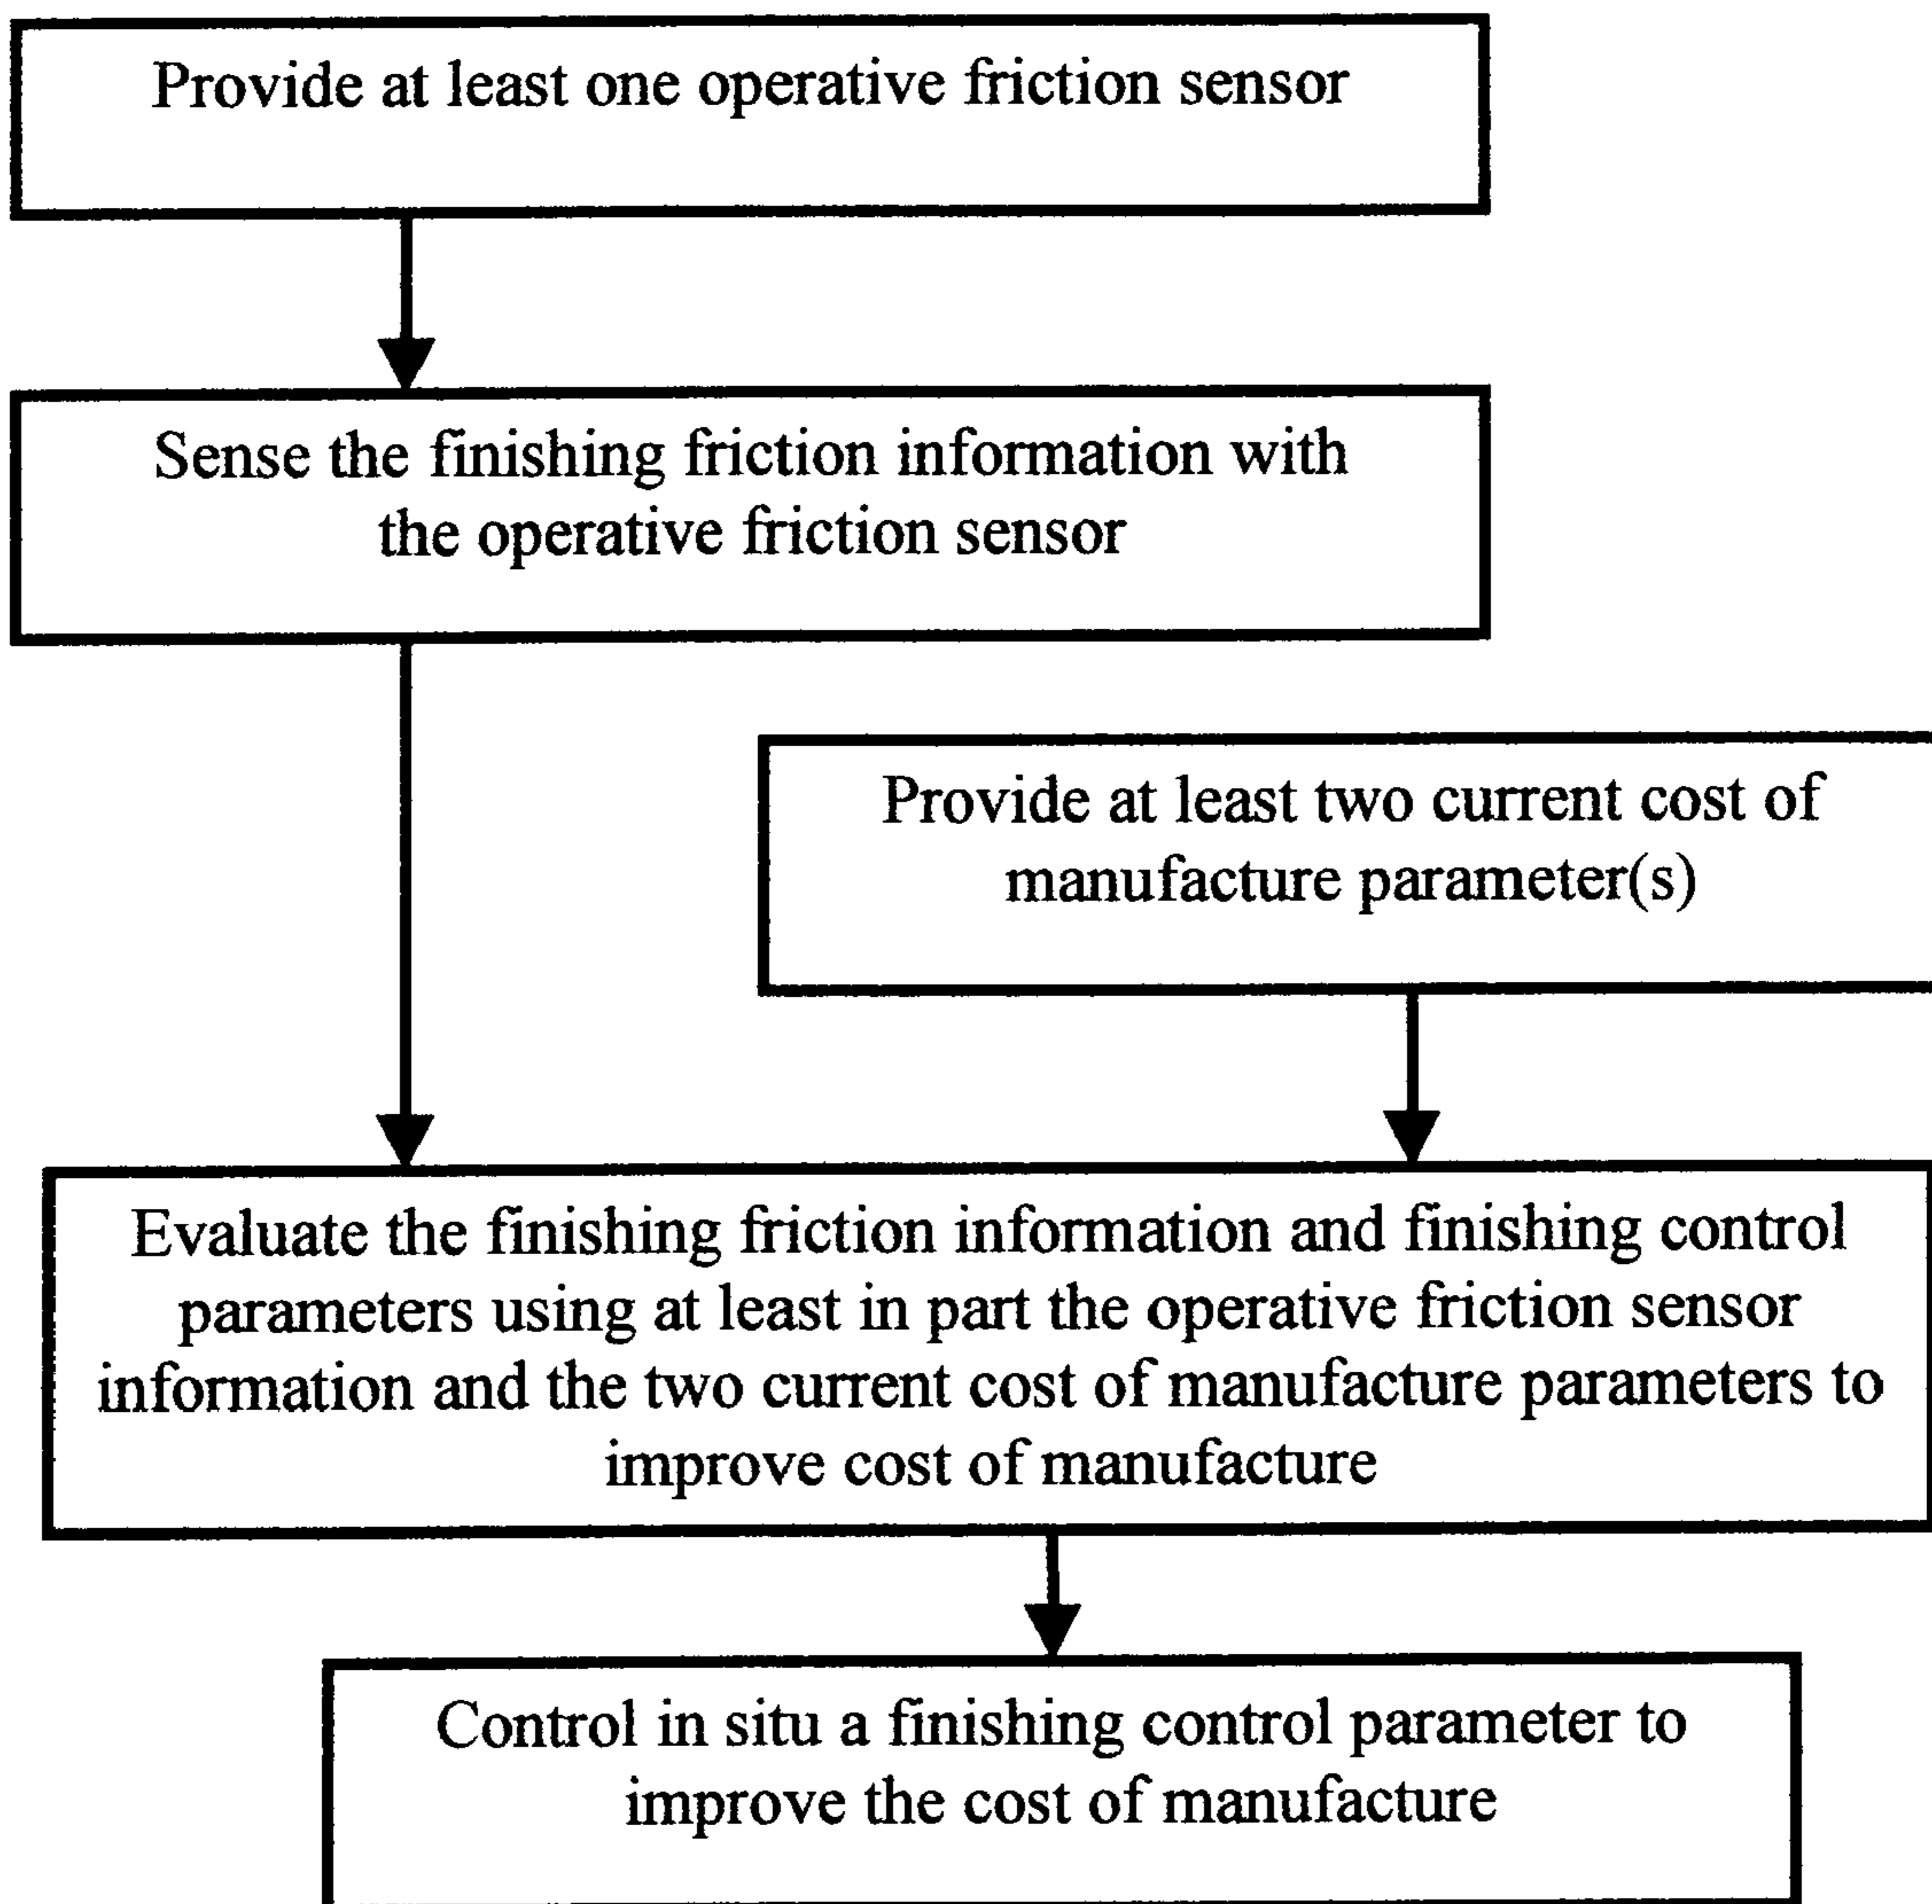 Provide at least one operative friction sensor
Sense the finishing friction information with
the operative friction sensor
Provide at least two current cost of
manufacture parameter(s)
Evaluate the finishing friction information and finishing control
parameters using at least in part the operative friction sensor
information and the two current cost of manufacture parameters to
improve cost of manufacture
Control in situ a finishing control parameter to
improve the cost of manufacture